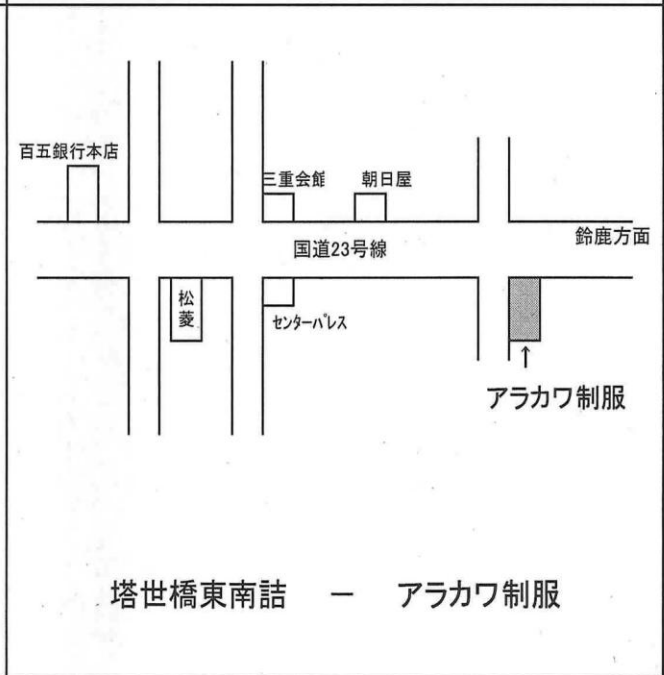 百五銀行本店
三重会館
朝日屋
鈴鹿方面
国道23号線
松菱
センターパレス
↑
アラカワ制服
塔世橋東南詰 － アラカワ制服